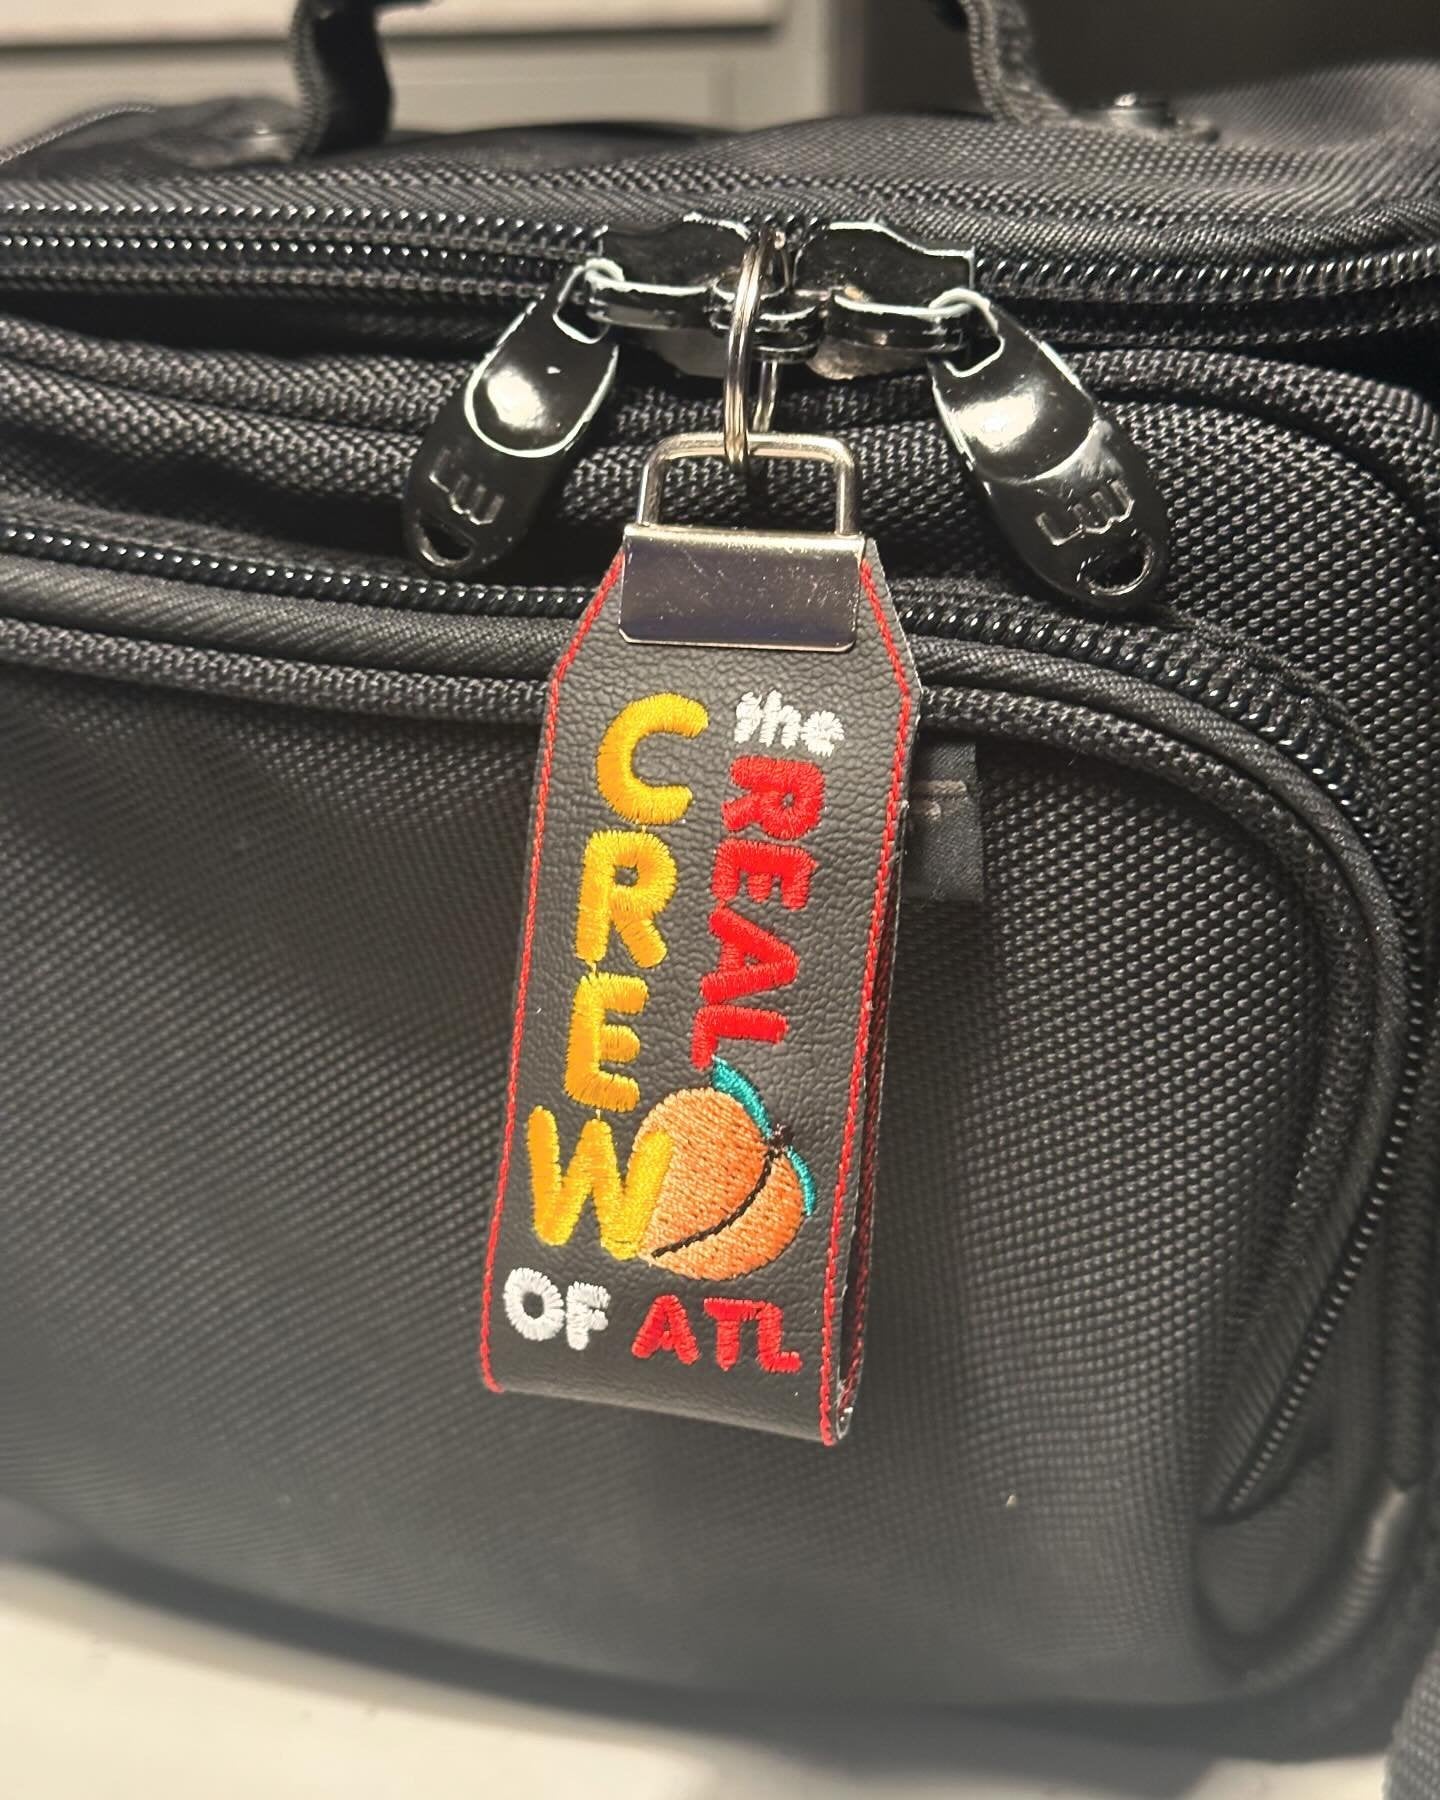 the
REAL
CREW
OF ATL